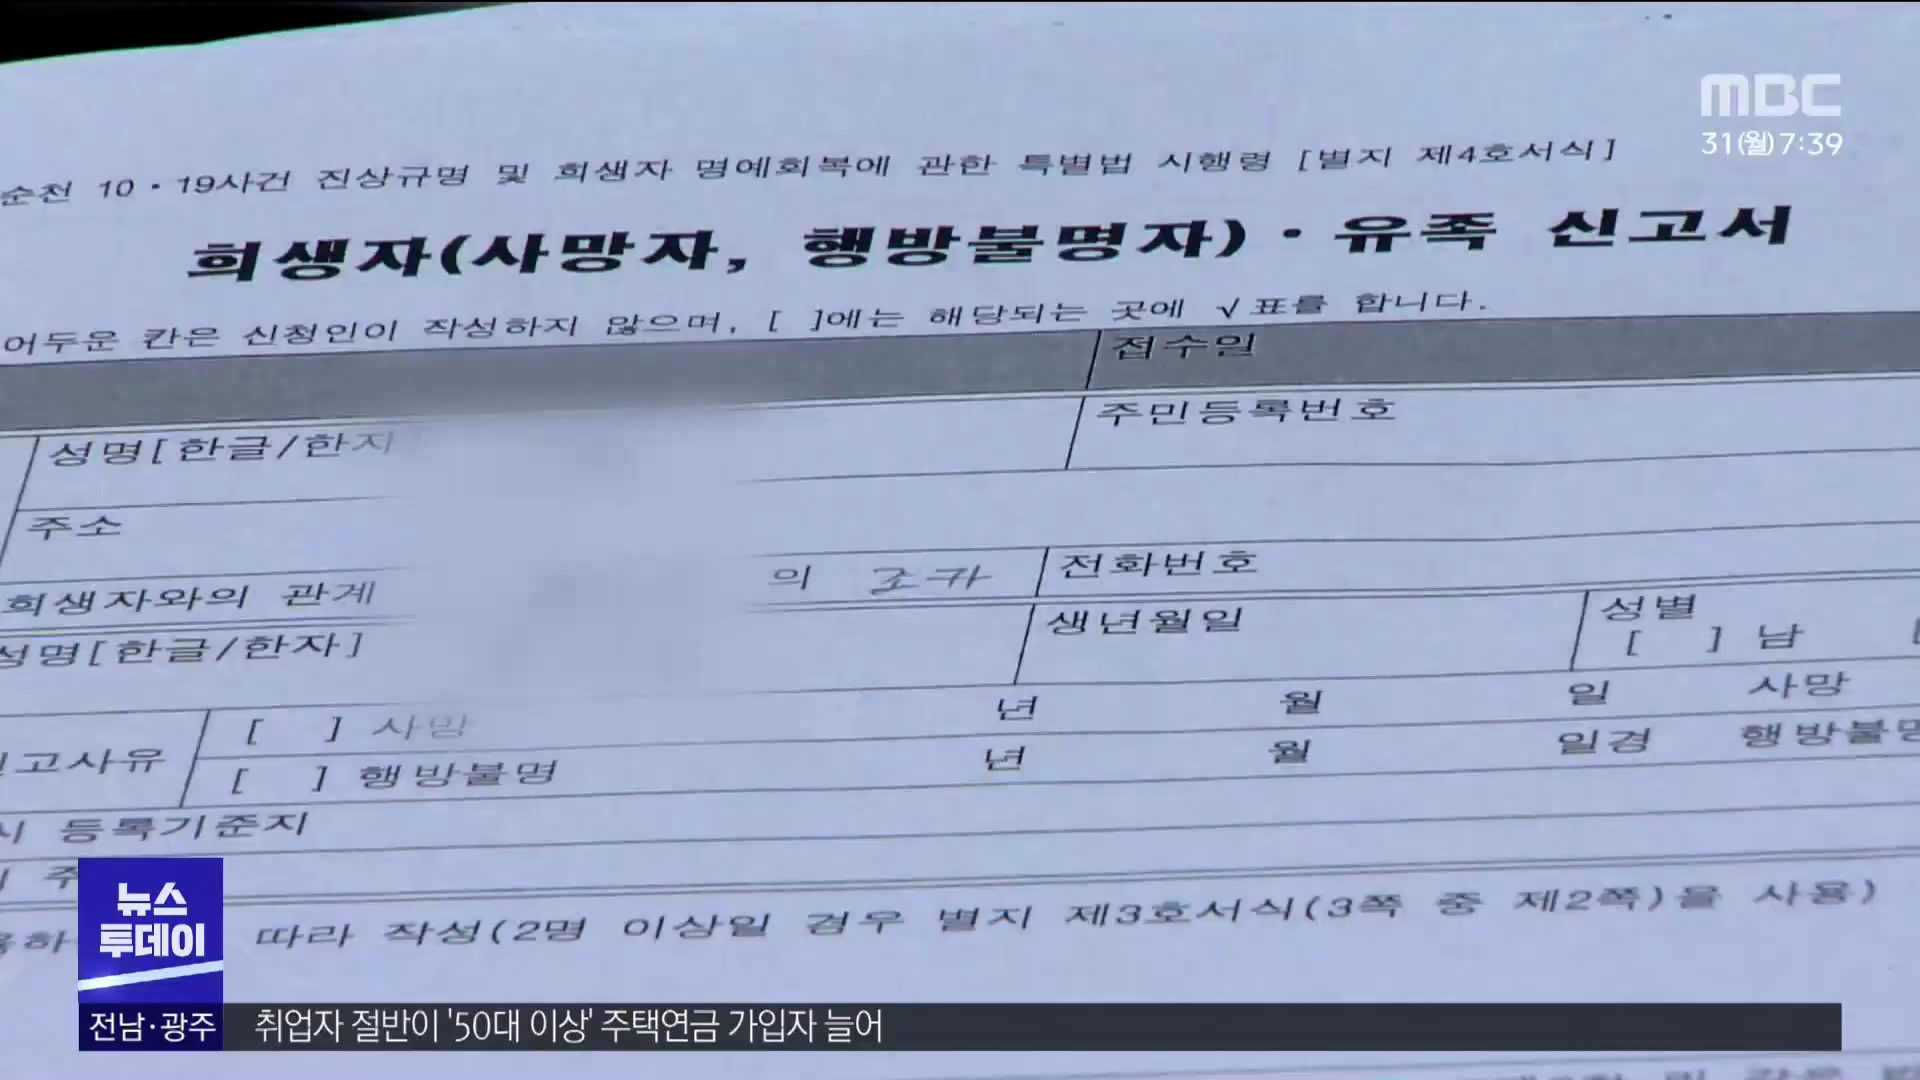 MBC
31(월) 7:39
순천 10·19사건 진상규명 및 희생자 명예회복에 관한 특별법 시행령 [별지 제4호서식]
희생자(사망자, 행방불명자)·유족 신고서
어두운 칸은 신청인이 작성하지 않으며, [ ]에는 해당되는 곳에 √표를 합니다.
접수일
성명[한글/한자 주민등록번호
주소
희생자와의 관계 의 조카 전화번호
성명[한글/한자] 생년월일 성별
[ ] 남 [
[ ] 사망 년 월 일 사망
신고사유
[ ] 행방불명 년 월 일경 행방불명
시 등록기준지
따라 작성(2명 이상일 경우 별지 제3호서식(3쪽 중 제2쪽)을 사용)
뉴스
투데이
전남·광주 취업자 절반이 '50대 이상' 주택연금 가입자 늘어